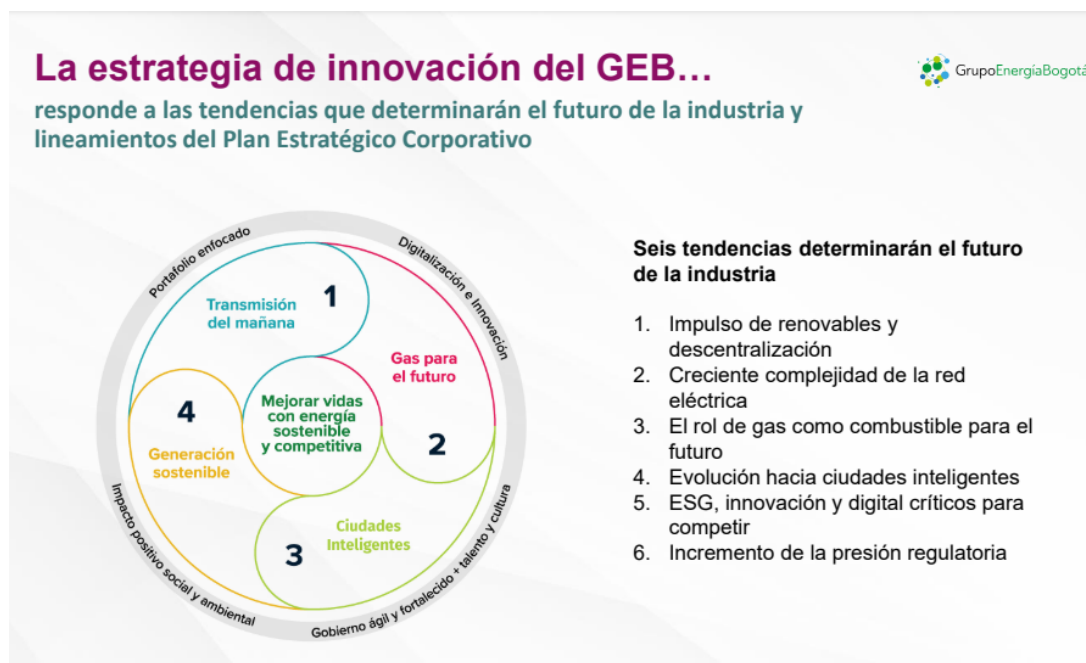 La estrategia de innovación del GEB…
GrupoEnergíaBogotá
responde a las tendencias que determinarán el futuro de la industria y
lineamientos del Plan Estratégico Corporativo
Portafolio enfocado
Digitalización e Innovación
1
Transmisión
del mañana
Gas para
el futuro
2
Mejorar vidas
con energía
sostenible
y competitiva
4
Generación
sostenible
Ciudades
Inteligentes
3
Impacto positivo social y ambiental
Gobierno ágil y fortalecido + talento y cultura
Seis tendencias determinarán el futuro
de la industria
1. Impulso de renovables y
descentralización
2. Creciente complejidad de la red
eléctrica
3. El rol de gas como combustible para el
futuro
4. Evolución hacia ciudades inteligentes
5. ESG, innovación y digital críticos para
competir
6. Incremento de la presión regulatoria